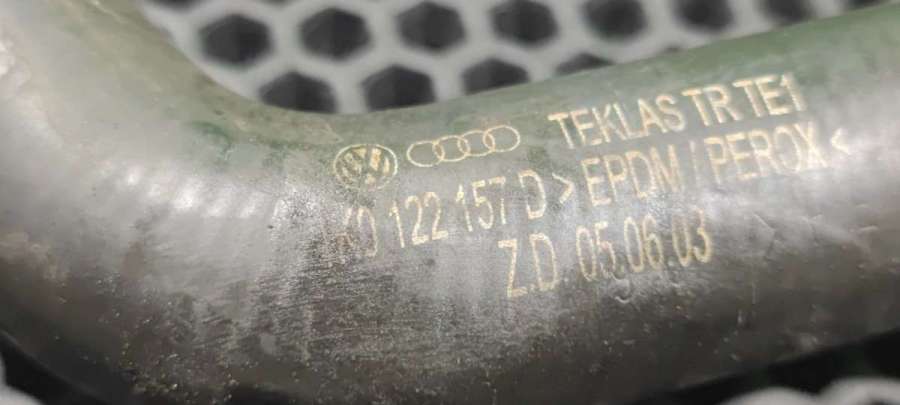 TEKLAS TR TE1
122 157 D >EPDM / PEROX<
Z.D. 05.06.03